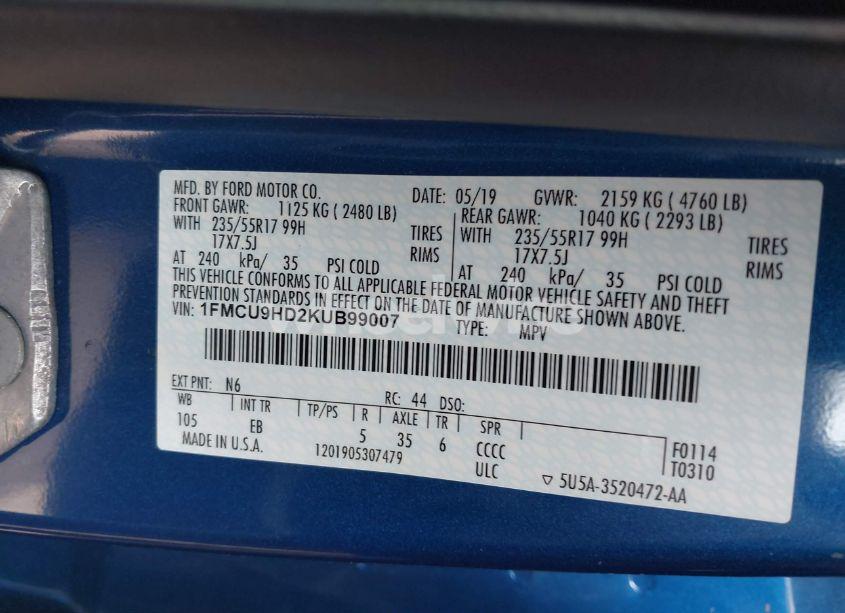 MFD. BY FORD MOTOR CO. DATE: 05/19 GVWR: 2159 KG ( 4760 LB)
FRONT GAWR: 1125 KG ( 2480 LB) REAR GAWR: 1040 KG ( 2293 LB)
WITH 235/55R17 99H TIRES WITH 235/55R17 99H TIRES
17X7.5J RIMS 17X7.5J RIMS
AT 240 kPa/ 35 PSI COLD AT 240 kPa/ 35 PSI COLD
THIS VEHICLE CONFORMS TO ALL APPLICABLE FEDERAL MOTOR VEHICLE SAFETY AND THEFT
PREVENTION STANDARDS IN EFFECT ON THE DATE OF MANUFACTURE SHOWN ABOVE.
VIN: 1FMCU9HD2KUB99007 TYPE: MPV
EXT PNT: N6 RC: 44 DSO:
WB INT TR TP/PS R AXLE TR SPR
105 EB 5 35 6 CCCC F0114
MADE IN U.S.A. 1201905307479 ULC T0310
▽ 5U5A-3520472-AA